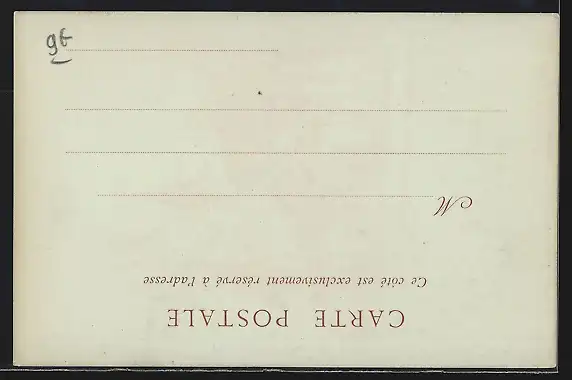 CARTE POSTALE
Ce côté est exclusivement réservé à l'adresse
M